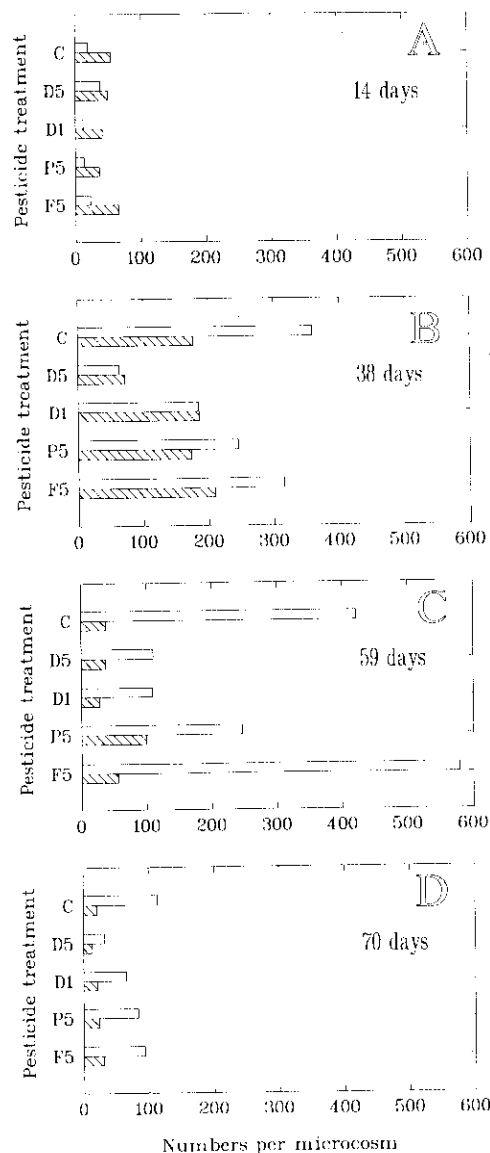 A
14 days
Pesticide treatment
C
D5
D1
P5
F5
0 100 200 300 400 500 600
B
38 days
Pesticide treatment
C
D5
D1
P5
F5
0 100 200 300 400 500 600
C
59 days
Pesticide treatment
C
D5
D1
P5
F5
0 100 200 300 400 500 600
D
70 days
Pesticide treatment
C
D5
D1
P5
F5
0 100 200 300 400 500 600
Numbers per microcosm